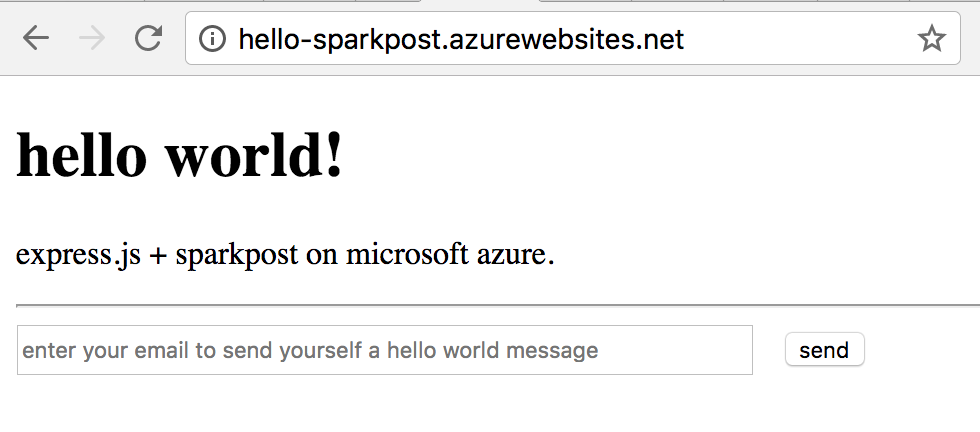 hello-sparkpost.azurewebsites.net
hello world!
express.js + sparkpost on microsoft azure.
enter your email to send yourself a hello world message
send